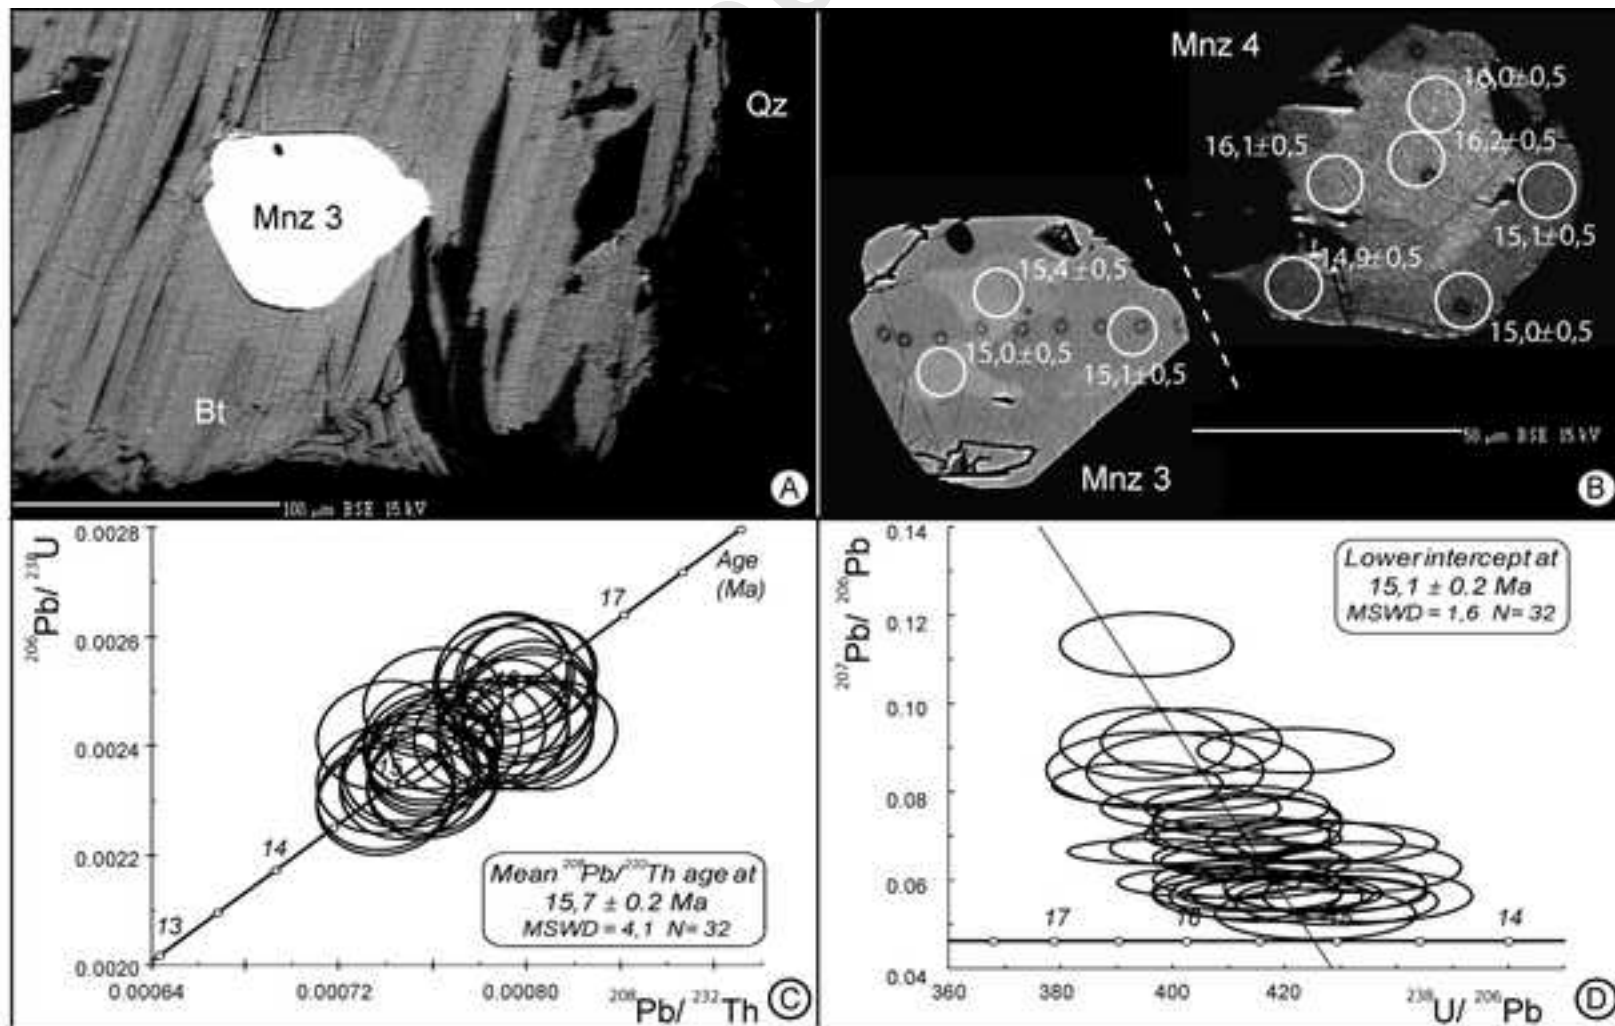 Qz
Mnz 3
Bt
100 µm BSE 15 kV
A
Mnz 4
16,0±0,5
16,2±0,5
16,1±0,5
15,1±0,5
14,9±0,5
15,0±0,5
15,4±0,5
15,0±0,5
15,1±0,5
50 µm BSE 15 kV
Mnz 3
B
206Pb/ 238U
0.0028
0.0026
0.0024
0.0022
0.0020
Age
(Ma)
17
14
13
Mean 208Pb/232Th age at
15,7 ± 0.2 Ma
MSWD = 4,1 N= 32
0.00064
0.00072
0.00080
208Pb/ 232Th
C
207Pb/ 206Pb
0.14
0.12
0.10
0.08
0.06
0.04
Lower intercept at
15,1 ± 0.2 Ma
MSWD = 1,6 N= 32
17
16
15
14
360
380
400
420
238U/ 206Pb
D